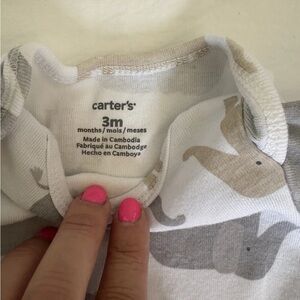 carter's®
3m
months / mois / meses
Made in Cambodia
Fabriqué au Cambodge
Hecho en Camboya